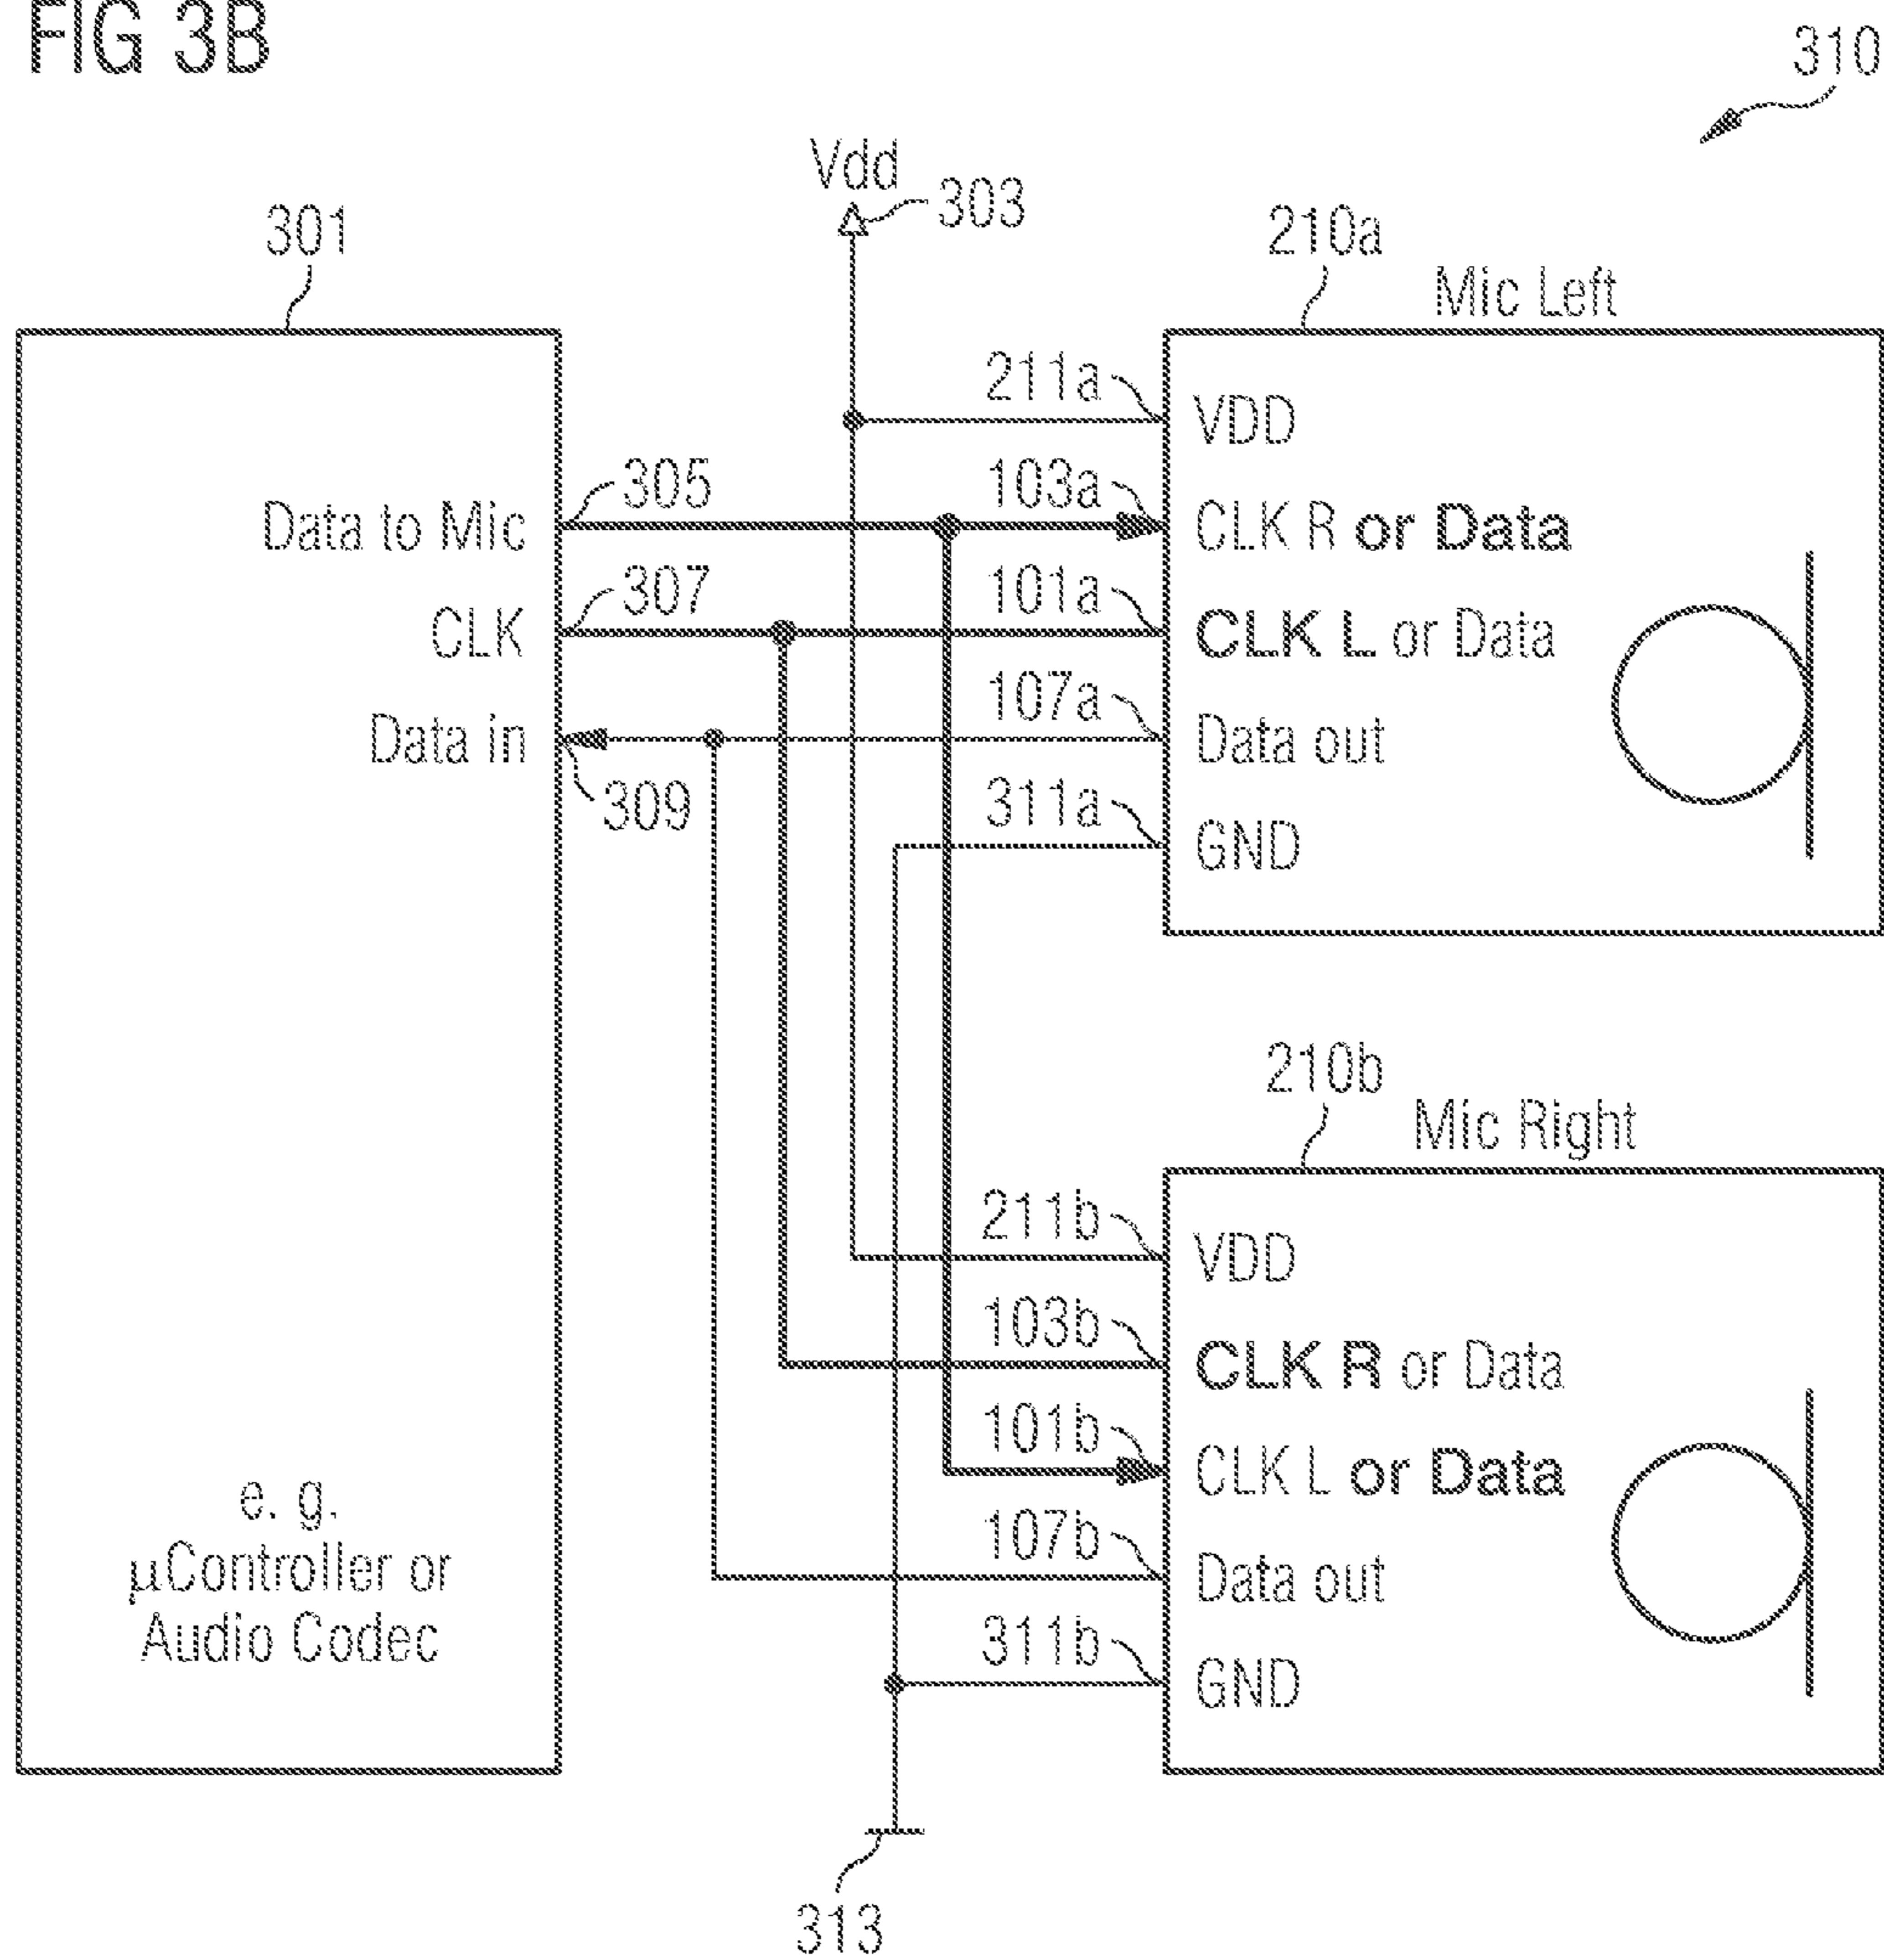 FIG 3B
310
Vdd
303
301
210a
Mic Left
211a
VDD
Data to Mic
305
103a
CLK R or Data
CLK
307
101a
CLK L or Data
Data in
309
107a
Data out
311a
GND
210b
Mic Right
211b
VDD
103b
CLK R or Data
101b
CLK L or Data
107b
Data out
311b
GND
e. g.
µController or
Audio Codec
313